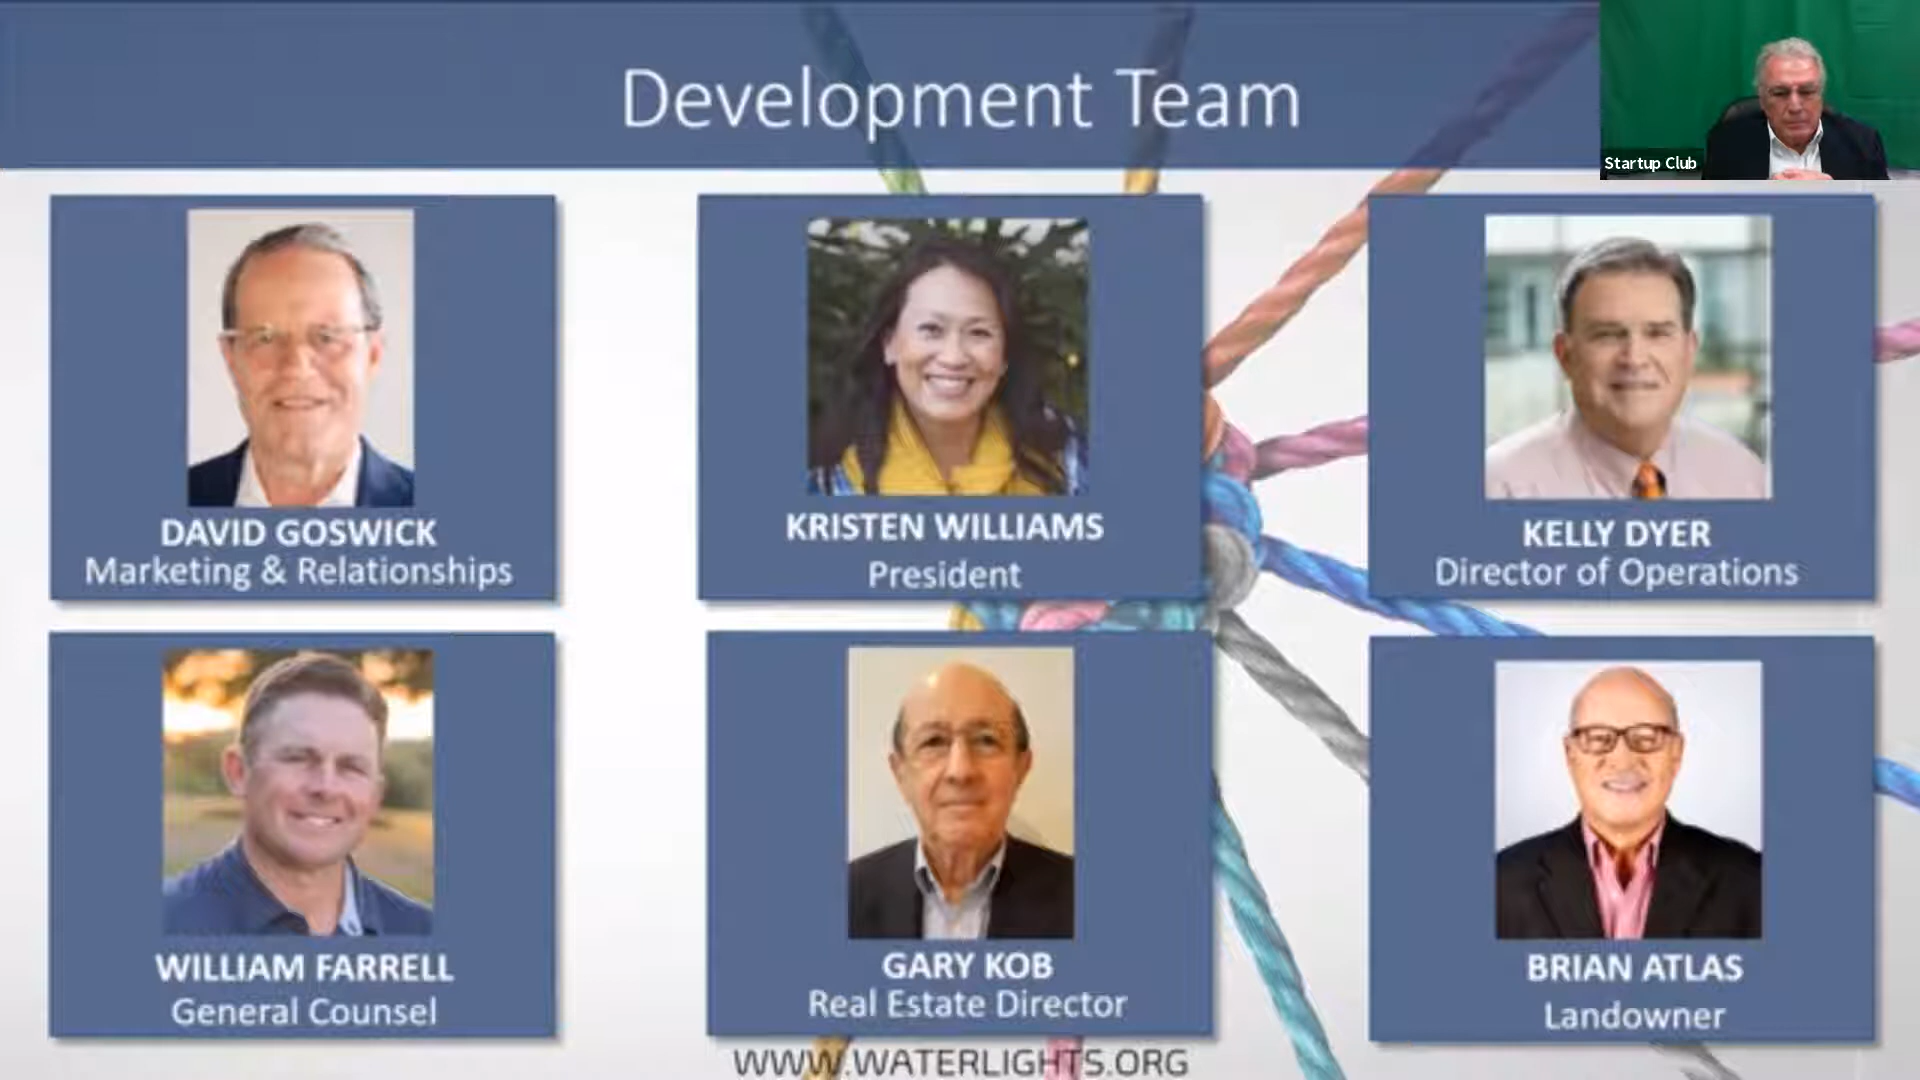 Development Team
Startup Club
DAVID GOSWICK
Marketing & Relationships
KRISTEN WILLIAMS
President
KELLY DYER
Director of Operations
WILLIAM FARRELL
General Counsel
GARY KOB
Real Estate Director
BRIAN ATLAS
Landowner
WWW.WATERLIGHTS.ORG